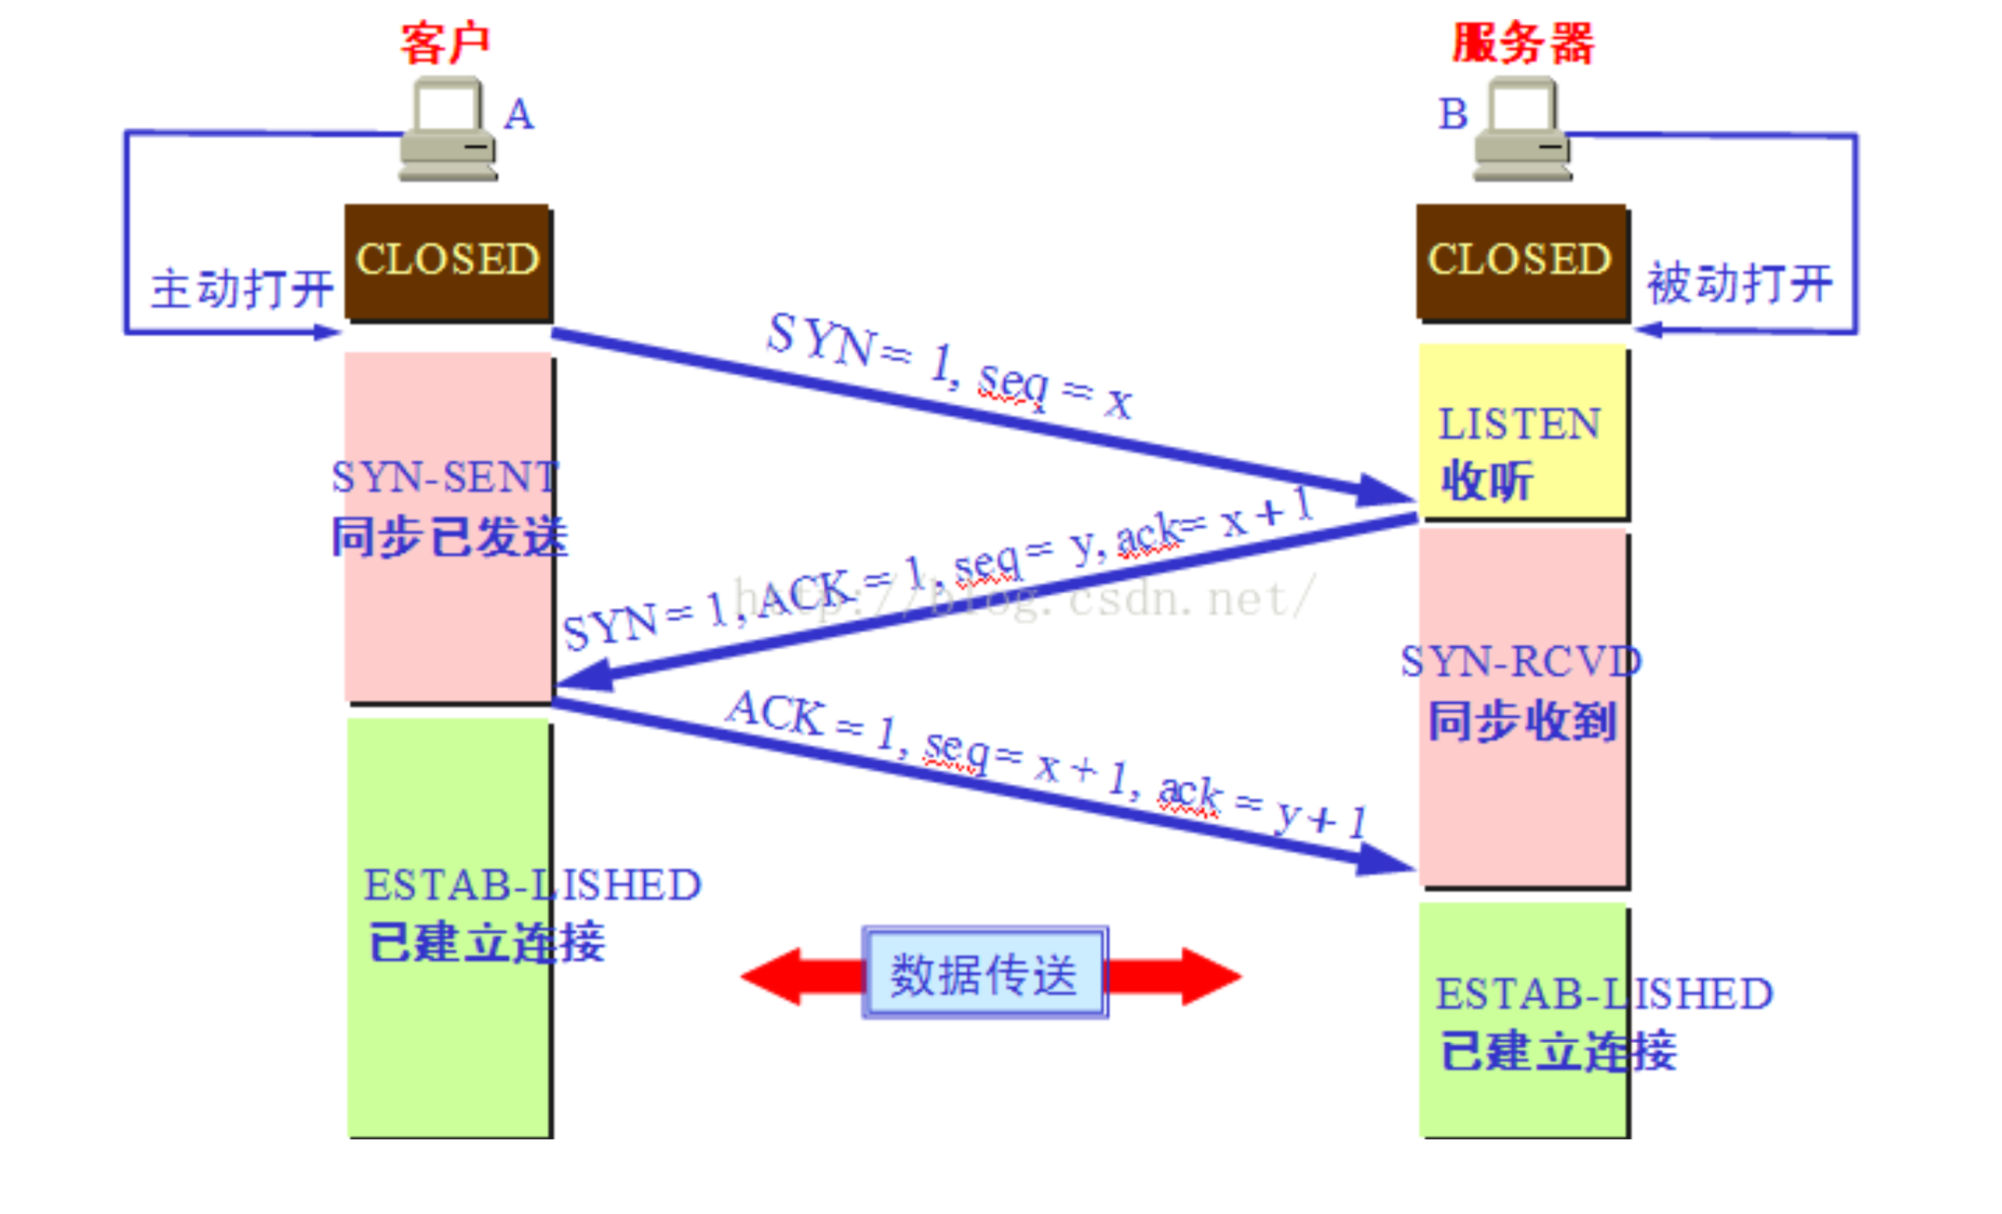 客户
服务器
A
B
CLOSED
CLOSED
主动打开
被动打开
SYN = 1, seq = x
LISTEN
收听
SYN-SENT
同步已发送
SYN = 1, ACK = 1, seq = y, ack= x + 1
http://blog.csdn.net/
SYN-RCVD
同步收到
ACK = 1, seq = x + 1, ack = y + 1
ESTAB-LISHED
已建立连接
数据传送
ESTAB-LISHED
已建立连接